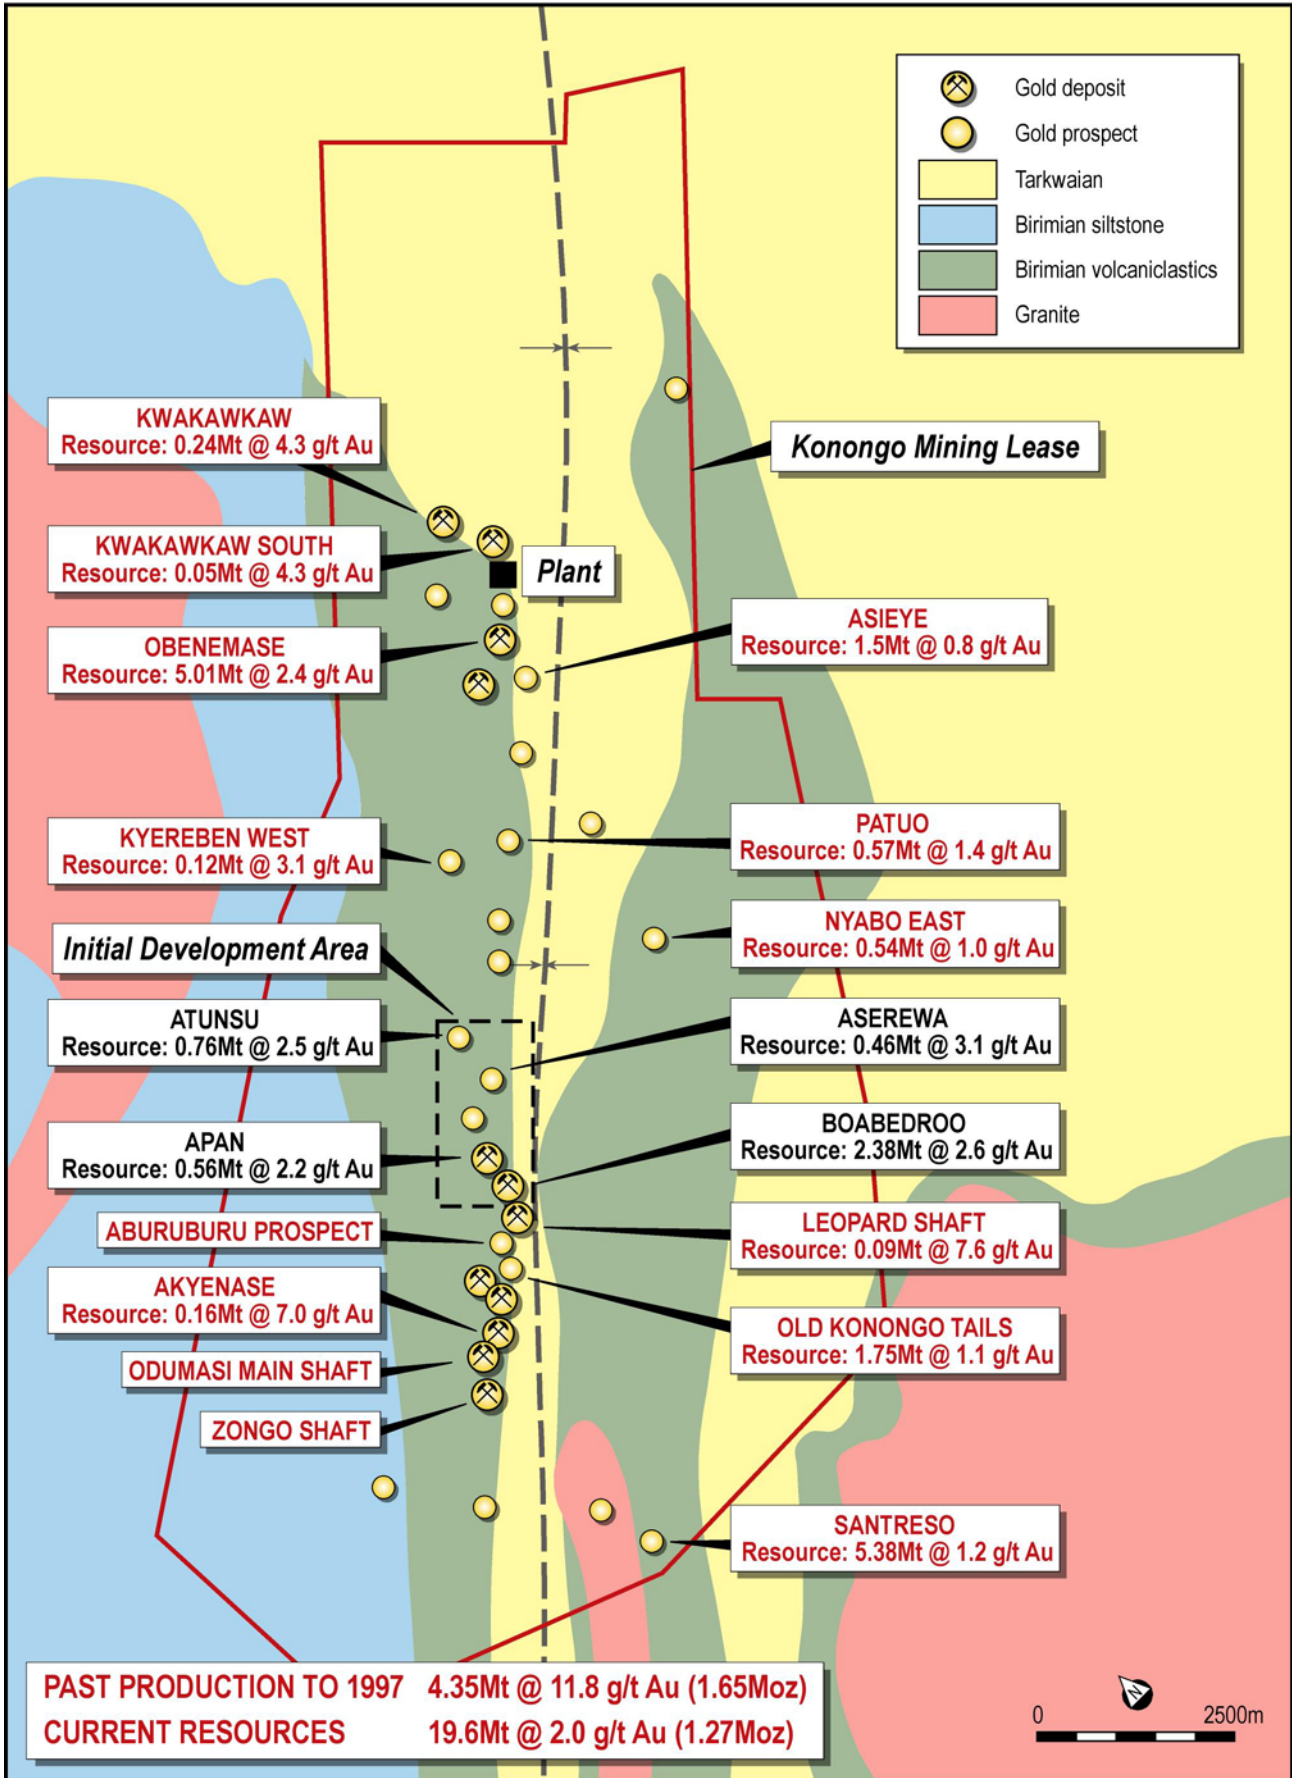 Gold deposit
Gold prospect
Tarkwaian
Birimian siltstone
Birimian volcaniclastics
Granite
KWAKAWKAW
Resource: 0.24Mt @ 4.3 g/t Au
Konongo Mining Lease
KWAKAWKAW SOUTH
Resource: 0.05Mt @ 4.3 g/t Au
Plant
OBENEMASE
Resource: 5.01Mt @ 2.4 g/t Au
ASIEYE
Resource: 1.5Mt @ 0.8 g/t Au
KYEREBEN WEST
Resource: 0.12Mt @ 3.1 g/t Au
PATUO
Resource: 0.57Mt @ 1.4 g/t Au
NYABO EAST
Resource: 0.54Mt @ 1.0 g/t Au
Initial Development Area
ATUNSU
Resource: 0.76Mt @ 2.5 g/t Au
ASEREWA
Resource: 0.46Mt @ 3.1 g/t Au
APAN
Resource: 0.56Mt @ 2.2 g/t Au
BOABEDROO
Resource: 2.38Mt @ 2.6 g/t Au
ABURUBURU PROSPECT
LEOPARD SHAFT
Resource: 0.09Mt @ 7.6 g/t Au
AKYENASE
Resource: 0.16Mt @ 7.0 g/t Au
OLD KONONGO TAILS
Resource: 1.75Mt @ 1.1 g/t Au
ODUMASI MAIN SHAFT
ZONGO SHAFT
SANTRESO
Resource: 5.38Mt @ 1.2 g/t Au
PAST PRODUCTION TO 1997 4.35Mt @ 11.8 g/t Au (1.65Moz)
CURRENT RESOURCES 19.6Mt @ 2.0 g/t Au (1.27Moz)
N
0 2500m